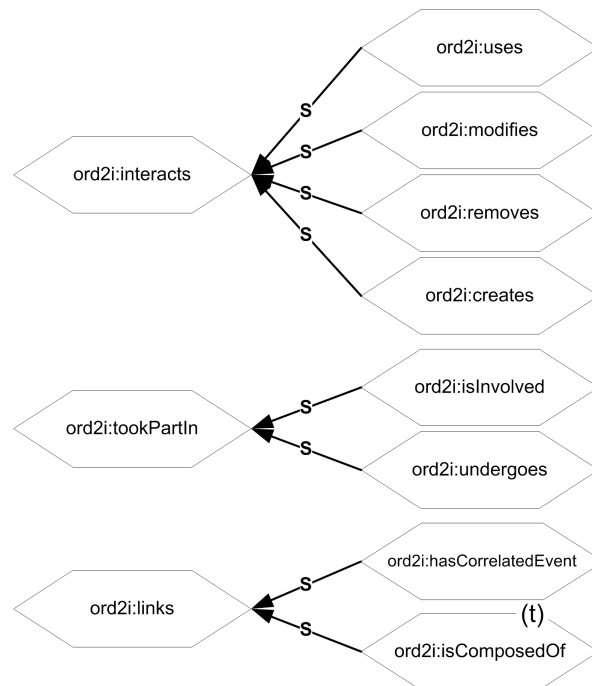 ord2i:uses
S
ord2i:modifies
S
ord2i:interacts
S
ord2i:removes
S
ord2i:creates
ord2i:isInvolved
S
ord2i:tookPartIn
S
ord2i:undergoes
ord2i:hasCorrelatedEvent
S
ord2i:links
(t)
S
ord2i:isComposedOf